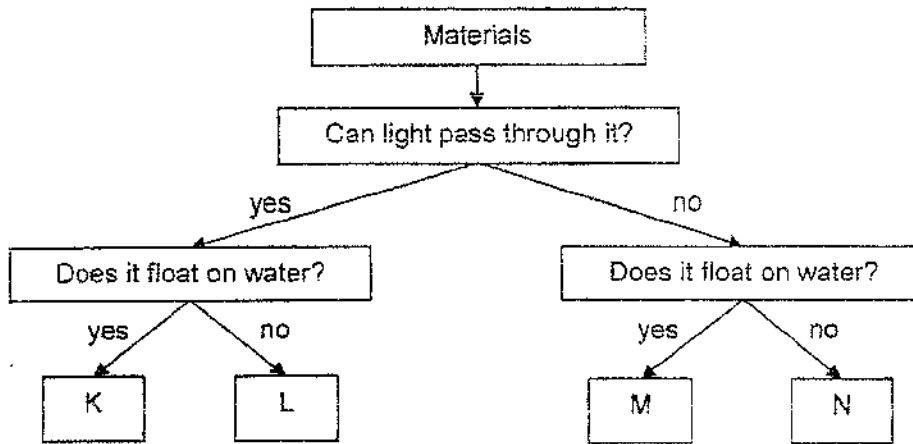 Materials
Can light pass through it?
yes
no
Does it float on water?
Does it float on water?
yes
no
yes
no
K
L
M
N